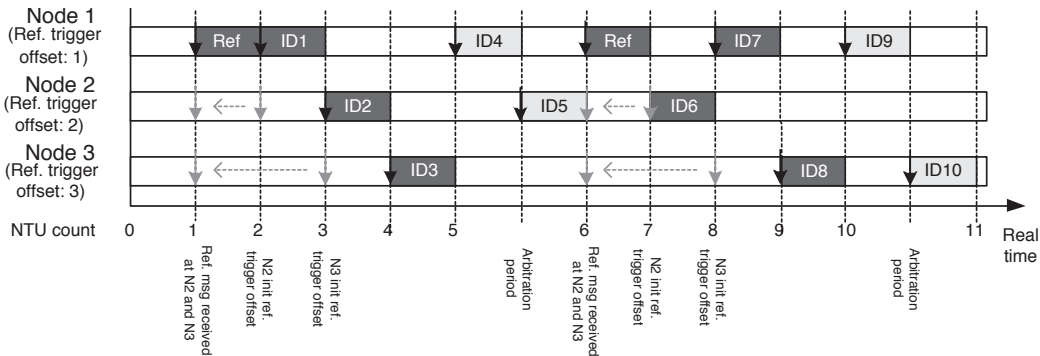 Node 1
(Ref. trigger
offset: 1)
Ref
ID1
ID4
Ref
ID7
ID9
Node 2
(Ref. trigger
offset: 2)
ID2
ID5
ID6
Node 3
(Ref. trigger
offset: 3)
ID3
ID8
ID10
NTU count
0
1
2
3
4
5
6
7
8
9
10
11
Real
time
Ref. msg received
at N2 and N3
N2 init ref.
trigger offset
N3 init ref.
trigger offset
Arbitration
period
Ref. msg received
at N2 and N3
N2 init ref.
trigger offset
N3 init ref.
trigger offset
Arbitration
period